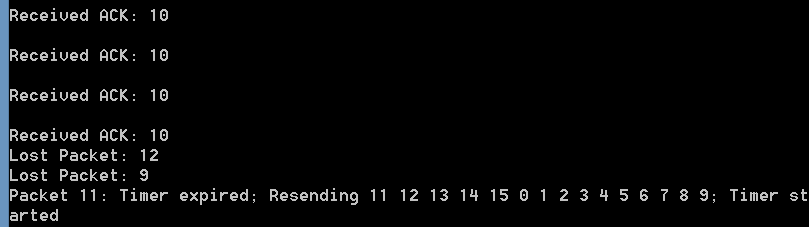 Received ACK: 10
Received ACK: 10
Received ACK: 10
Received ACK: 10
Lost Packet: 12
Lost Packet: 9
Packet 11: Timer expired; Resending 11 12 13 14 15 0 1 2 3 4 5 6 7 8 9; Timer st
arted